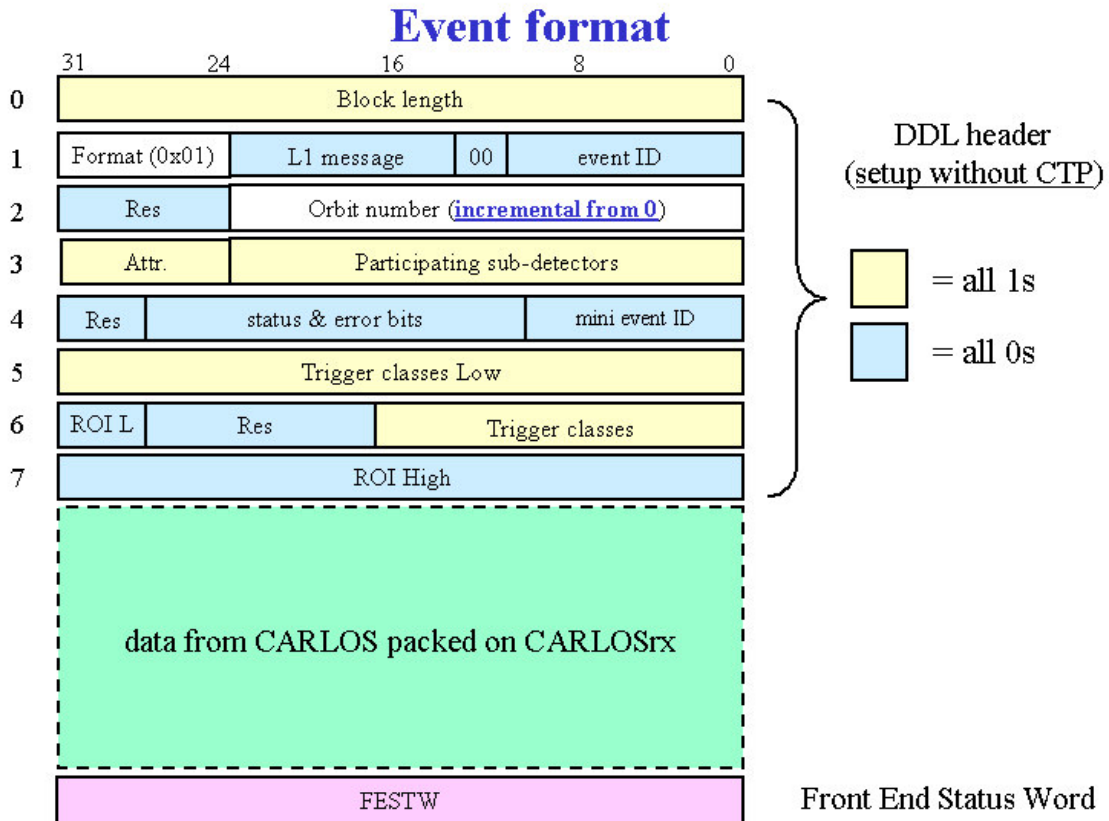 Event format
31 24 16 8 0
0 Block length
1 Format (0x01) L1 message 00 event ID
2 Res Orbit number (incremental from 0)
3 Attr. Participating sub-detectors
4 Res status & error bits mini event ID
5 Trigger classes Low
6 ROI L Res Trigger classes
7 ROI High
DDL header
(setup without CTP)
= all 1s
= all 0s
data from CARLOS packed on CARLOSrx
FESTW Front End Status Word